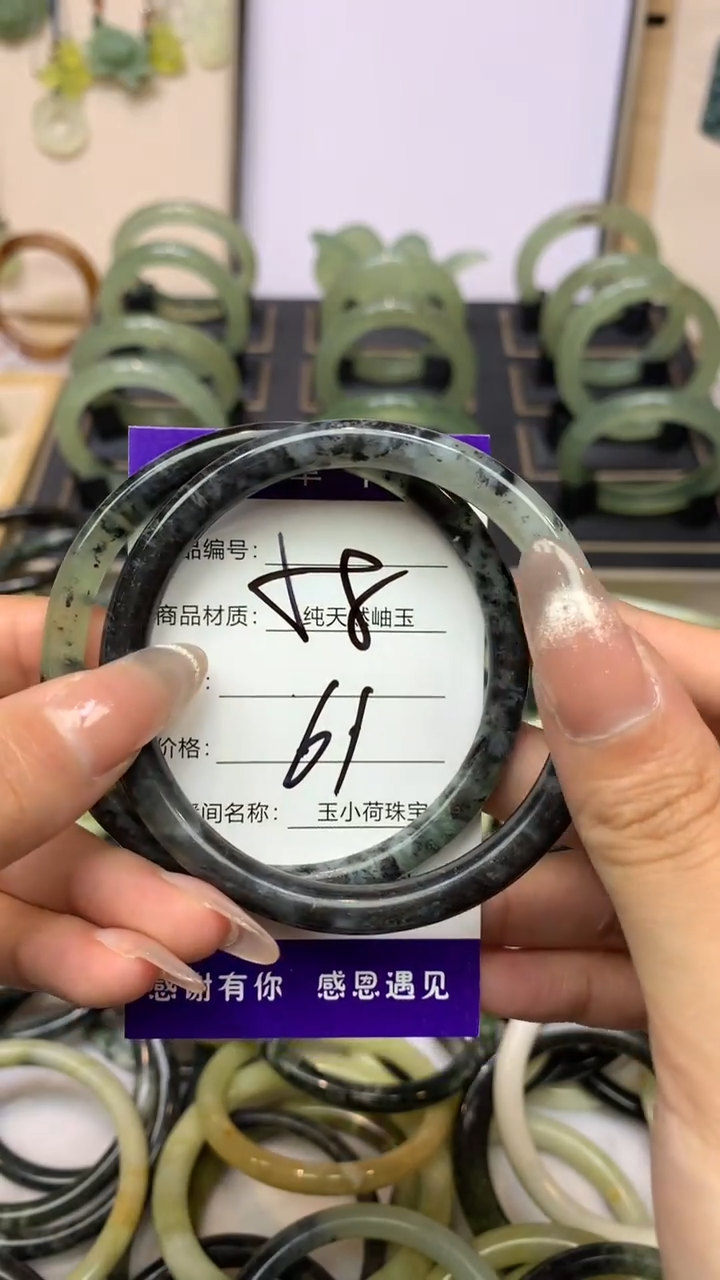 品编号:
58
商品材质: 纯天然岫玉
:
价格: 61
间名称: 玉小荷珠宝
感谢有你 感恩遇见